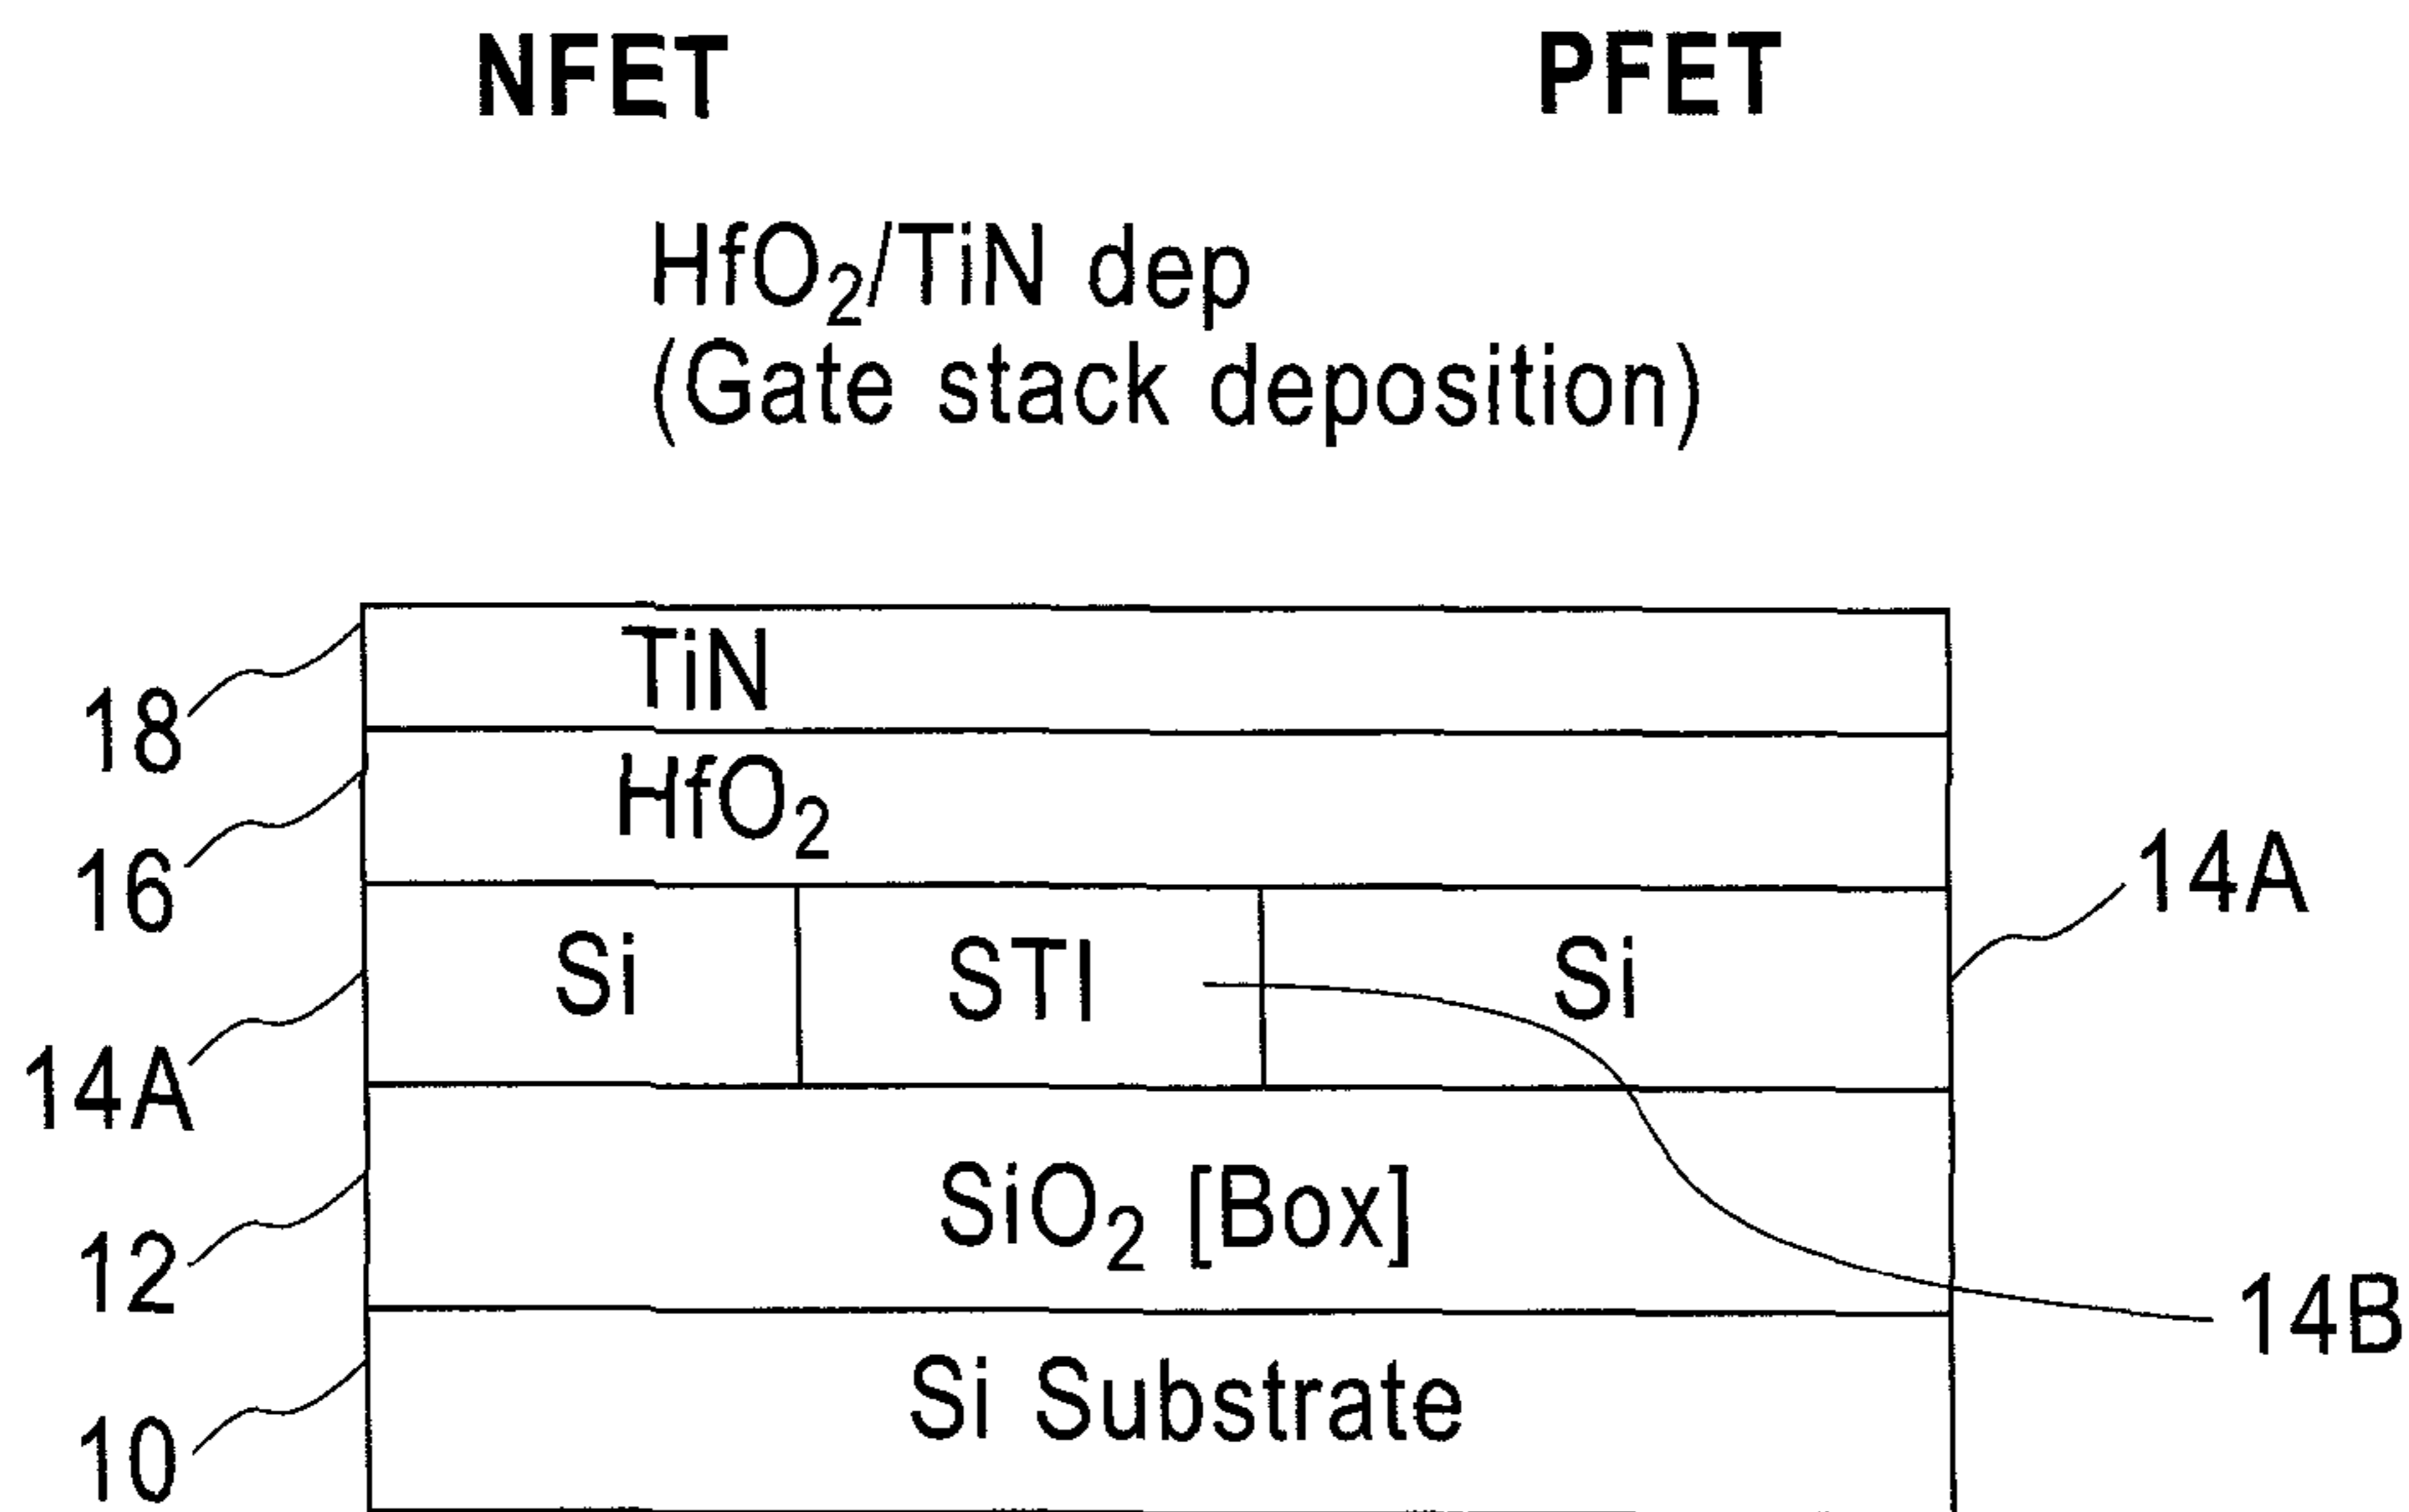 NFET PFET
HfO₂/TiN dep
(Gate stack deposition)
TiN
18
HfO₂
16
14A
Si STI Si
14A
SiO₂ [Box]
12
14B
Si Substrate
10